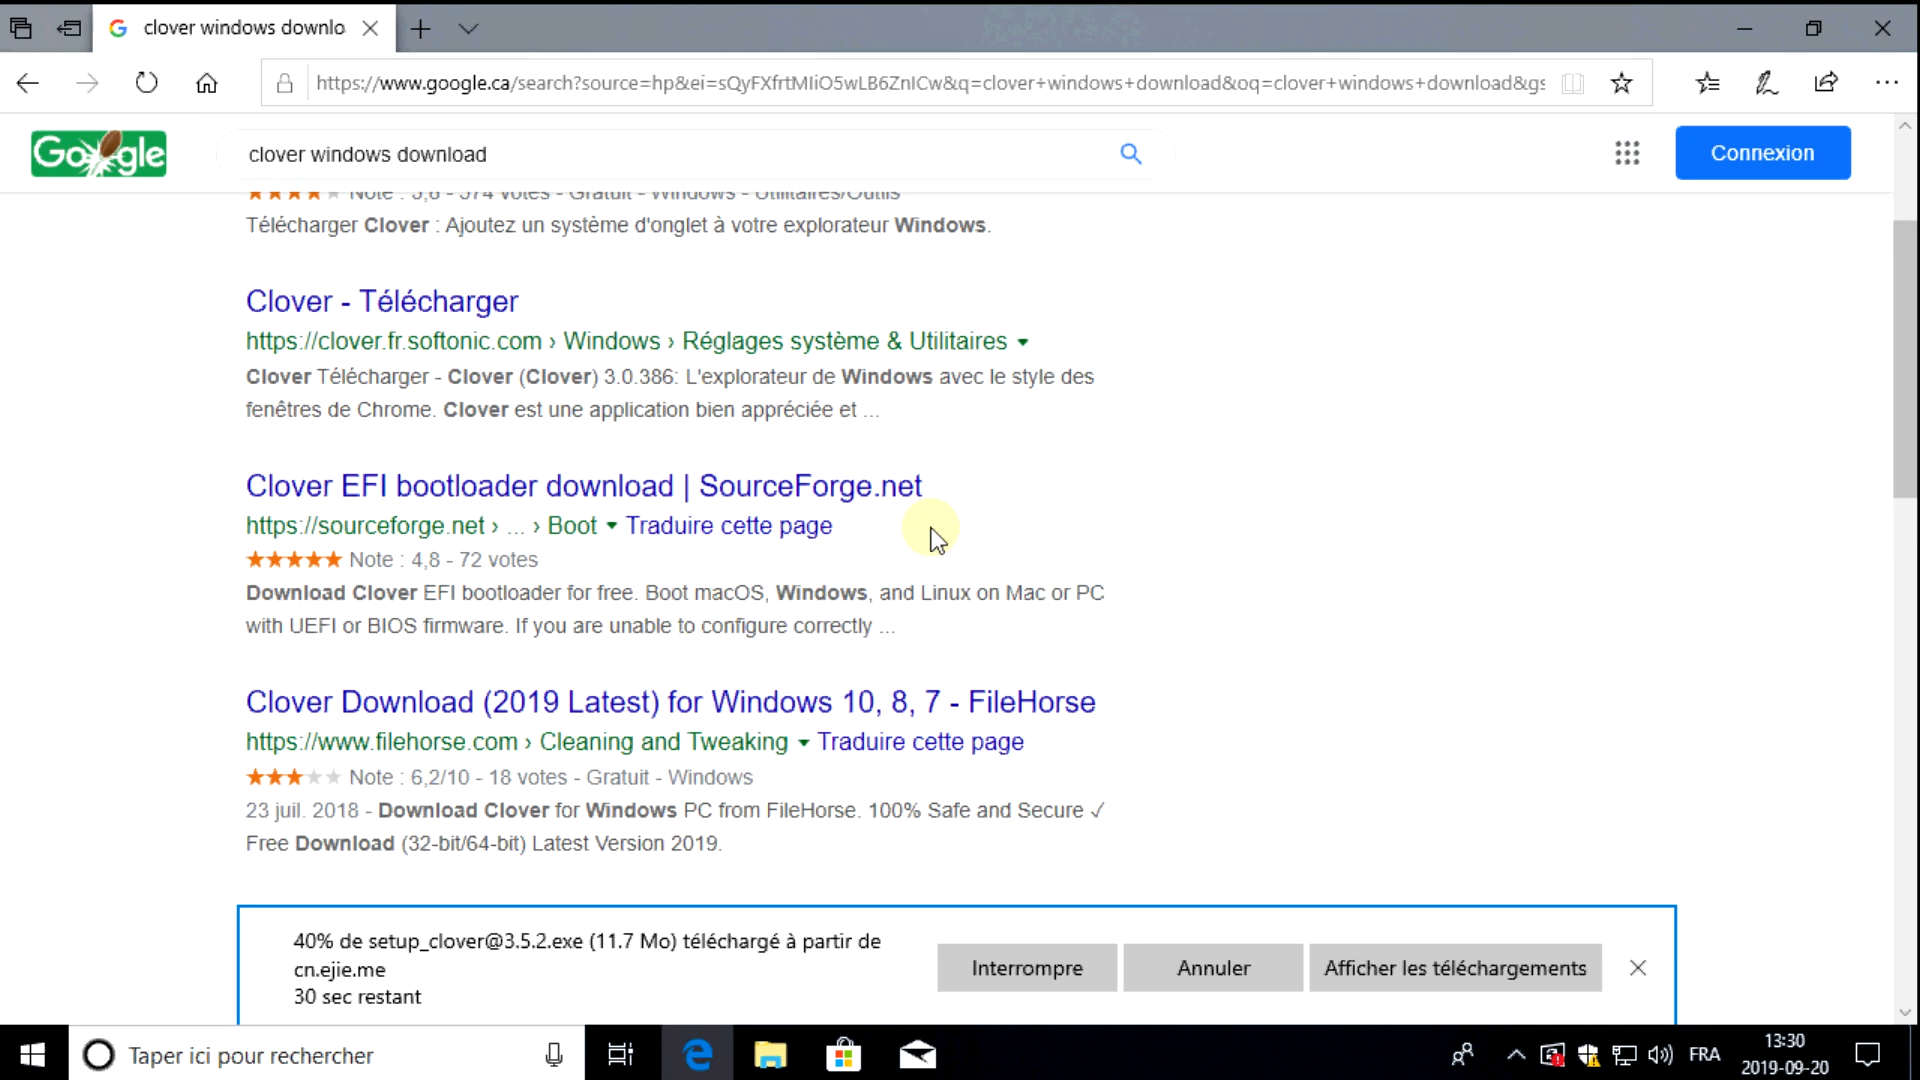 clover windows downlo
https://www.google.ca/search?source=hp&ei=sQyFXfrtMIiO5wLB6ZnICw&q=clover+windows+download&oq=clover+windows+download&gs
Google
clover windows download
Connexion
Note : 3,8 - 374 votes - Gratuit - Windows - Utilitaires/Outils
Télécharger Clover : Ajoutez un système d'onglet à votre explorateur Windows.
Clover - Télécharger
https://clover.fr.softonic.com › Windows › Réglages système & Utilitaires
Clover Télécharger - Clover (Clover) 3.0.386: L'explorateur de Windows avec le style des
fenêtres de Chrome. Clover est une application bien appréciée et ...
Clover EFI bootloader download | SourceForge.net
https://sourceforge.net › ... › Boot Traduire cette page
Note : 4,8 - 72 votes
Download Clover EFI bootloader for free. Boot macOS, Windows, and Linux on Mac or PC
with UEFI or BIOS firmware. If you are unable to configure correctly ...
Clover Download (2019 Latest) for Windows 10, 8, 7 - FileHorse
https://www.filehorse.com › Cleaning and Tweaking Traduire cette page
Note : 6,2/10 - 18 votes - Gratuit - Windows
23 juil. 2018 - Download Clover for Windows PC from FileHorse. 100% Safe and Secure ✓
Free Download (32-bit/64-bit) Latest Version 2019.
40% de setup_clover@3.5.2.exe (11.7 Mo) téléchargé à partir de
cn.ejie.me
30 sec restant
Interrompre
Annuler
Afficher les téléchargements
Taper ici pour rechercher
FRA
13:30
2019-09-20